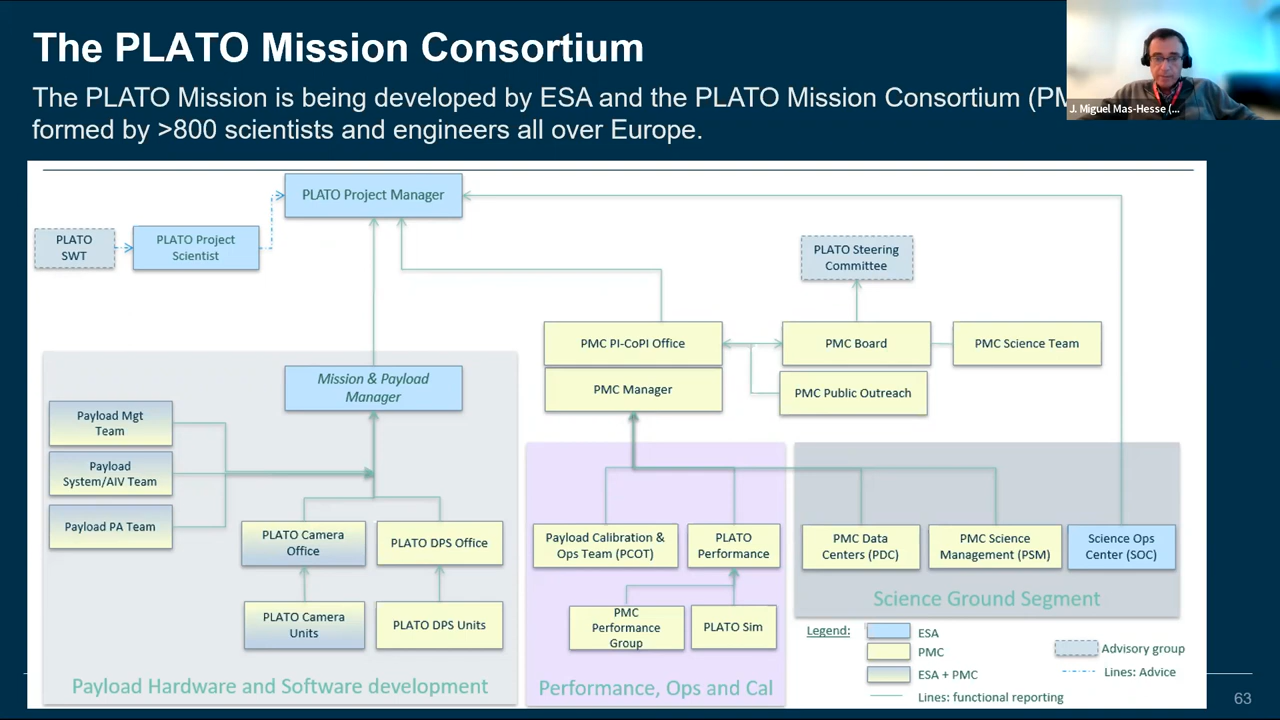 The PLATO Mission Consortium
The PLATO Mission is being developed by ESA and the PLATO Mission Consortium (PM
formed by >800 scientists and engineers all over Europe.
J. Miguel Mas-Hesse (...
PLATO Project Manager
PLATO
SWT
PLATO Project
Scientist
PLATO Steering
Committee
PMC PI-CoPI Office
PMC Board
PMC Science Team
PMC Manager
PMC Public Outreach
Mission & Payload
Manager
Payload Mgt
Team
Payload
System/AIV Team
Payload PA Team
PLATO Camera
Office
PLATO DPS Office
PLATO Camera
Units
PLATO DPS Units
Payload Hardware and Software development
Payload Calibration &
Ops Team (PCOT)
PLATO
Performance
PMC
Performance
Group
PLATO Sim
Performance, Ops and Cal
PMC Data
Centers (PDC)
PMC Science
Management (PSM)
Science Ops
Center (SOC)
Science Ground Segment
Legend:
ESA
PMC
ESA + PMC
Lines: functional reporting
Advisory group
Lines: Advice
63